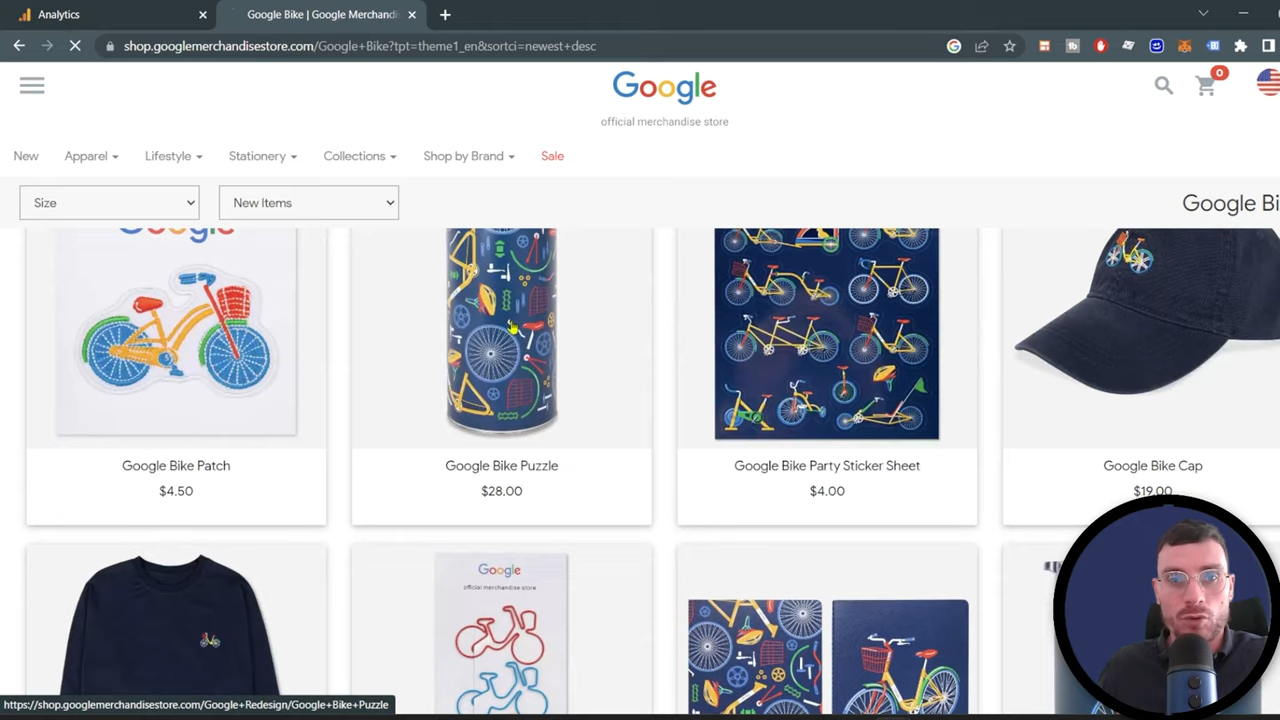 Analytics
Google Bike | Google Merchandis
shop.googlemerchandisestore.com/Google+Bike?tpt=theme1_en&sortci=newest+desc
Google
official merchandise store
0
New
Apparel
Lifestyle
Stationery
Collections
Shop by Brand
Sale
Size
New Items
Google Bi
Google
Google Bike Patch
$4.50
Google Bike Puzzle
$28.00
Google Bike Party Sticker Sheet
$4.00
Google Bike Cap
$19.00
Google
official merchandise store
https://shop.googlemerchandisestore.com/Google+Redesign/Google+Bike+Puzzle